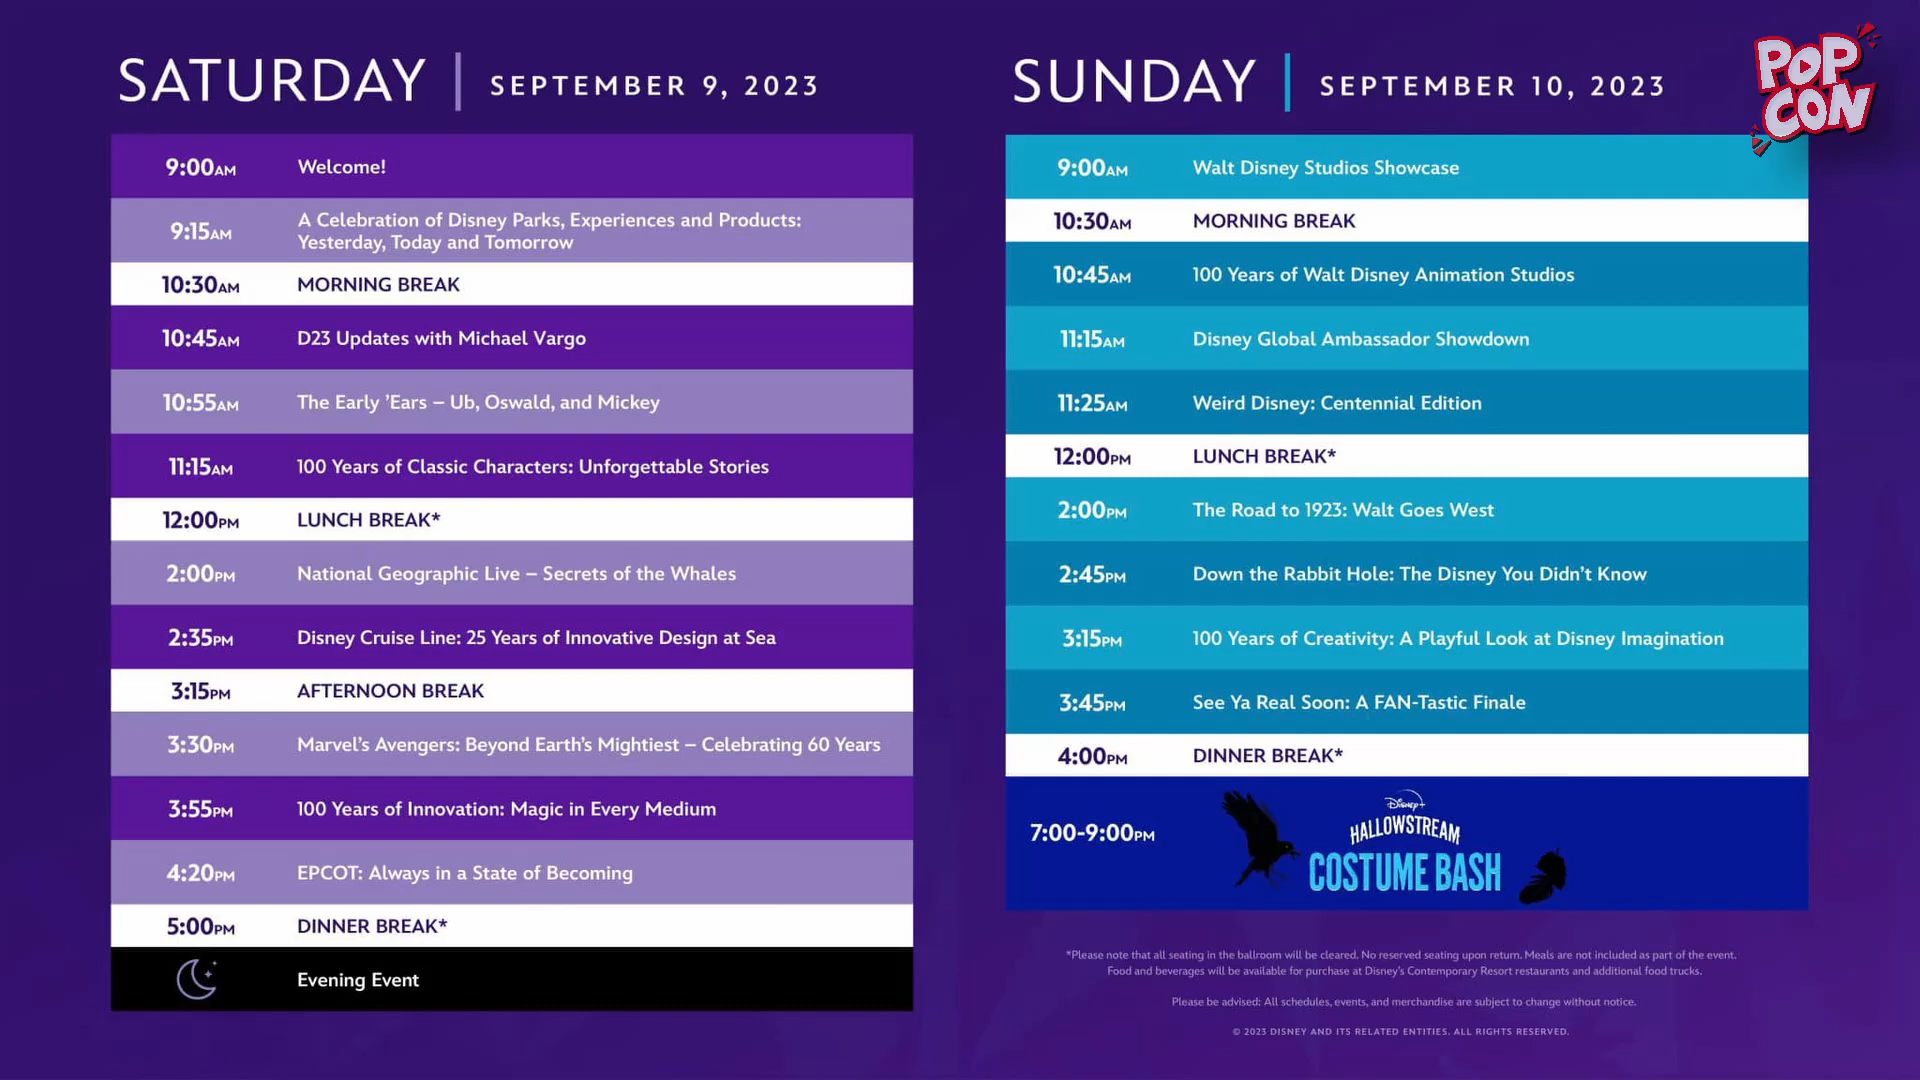 SATURDAY | SEPTEMBER 9, 2023
9:00AM Welcome!
9:15AM A Celebration of Disney Parks, Experiences and Products:
Yesterday, Today and Tomorrow
10:30AM MORNING BREAK
10:45AM D23 Updates with Michael Vargo
10:55AM The Early ’Ears – Ub, Oswald, and Mickey
11:15AM 100 Years of Classic Characters: Unforgettable Stories
12:00PM LUNCH BREAK*
2:00PM National Geographic Live – Secrets of the Whales
2:35PM Disney Cruise Line: 25 Years of Innovative Design at Sea
3:15PM AFTERNOON BREAK
3:30PM Marvel’s Avengers: Beyond Earth’s Mightiest – Celebrating 60 Years
3:55PM 100 Years of Innovation: Magic in Every Medium
4:20PM EPCOT: Always in a State of Becoming
5:00PM DINNER BREAK*
Evening Event
SUNDAY | SEPTEMBER 10, 2023
POP
CON
9:00AM Walt Disney Studios Showcase
10:30AM MORNING BREAK
10:45AM 100 Years of Walt Disney Animation Studios
11:15AM Disney Global Ambassador Showdown
11:25AM Weird Disney: Centennial Edition
12:00PM LUNCH BREAK*
2:00PM The Road to 1923: Walt Goes West
2:45PM Down the Rabbit Hole: The Disney You Didn’t Know
3:15PM 100 Years of Creativity: A Playful Look at Disney Imagination
3:45PM See Ya Real Soon: A FAN-Tastic Finale
4:00PM DINNER BREAK*
7:00-9:00PM
Disney+
HALLOWSTREAM
COSTUME BASH
*Please note that all seating in the ballroom will be cleared. No reserved seating upon return. Meals are not included as part of the event.
Food and beverages will be available for purchase at Disney’s Contemporary Resort restaurants and additional food trucks.
Please be advised: All schedules, events, and merchandise are subject to change without notice.
© 2023 DISNEY AND ITS RELATED ENTITIES. ALL RIGHTS RESERVED.